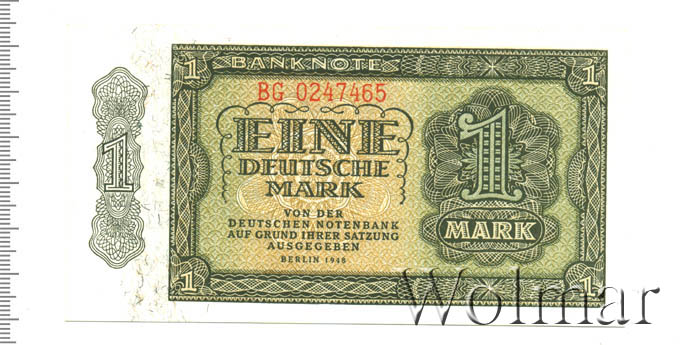 1
BANKNOTE
1
BG 0247465
1
EINE
DEUTSCHE
MARK
1
MARK
VON DER
DEUTSCHEN NOTENBANK
AUF GRUND IHRER SATZUNG
AUSGEGEBEN
BERLIN 1948
1
1
Wolmar